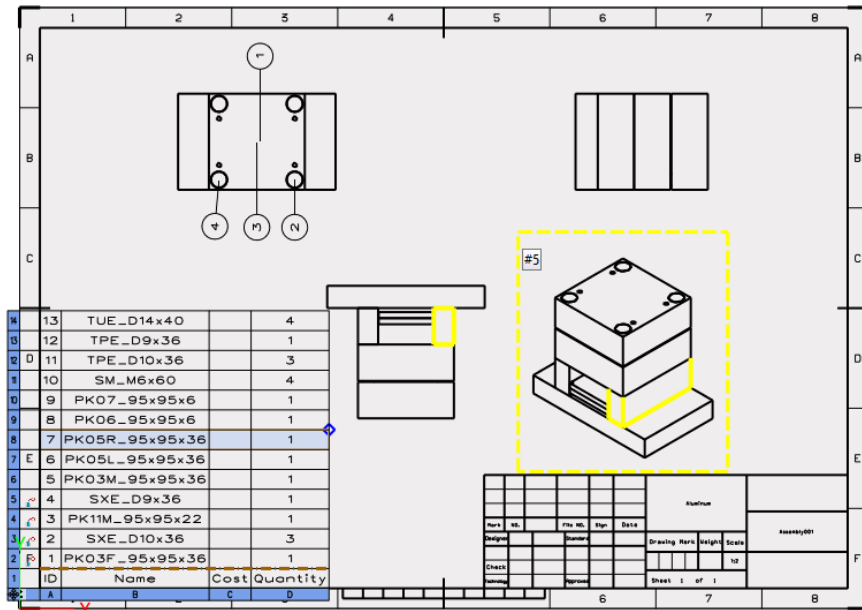 1 2 3 4 5 6 7 8
A A
1
B B
4 3 2
C C
#5
14 13 TUE_D14x40 4
13 12 TPE_D9x36 1
12 D 11 TPE_D10x36 3 D
11 10 SM_M6x60 4
10 9 PK07_95x95x6 1
9 8 PK06_95x95x6 1
8 7 PK05R_95x95x36 1
7 E 6 PK05L_95x95x36 1 E
6 5 PK03M_95x95x36 1
5 4 SXE_D9x36 1
4 3 PK11M_95x95x22 1
3 2 SXE_D10x36 3
2 F 1 PK03F_95x95x36 1 F
1 ID Name Cost Quantity
A B C D
Aluminum
Mark NO. File NO. Sign Date
Assembly001
Designer Standard
Drawing Mark Weight Scale
1:2
Check
Technology Approved
Sheet 1 of 1
6 7 8
Y